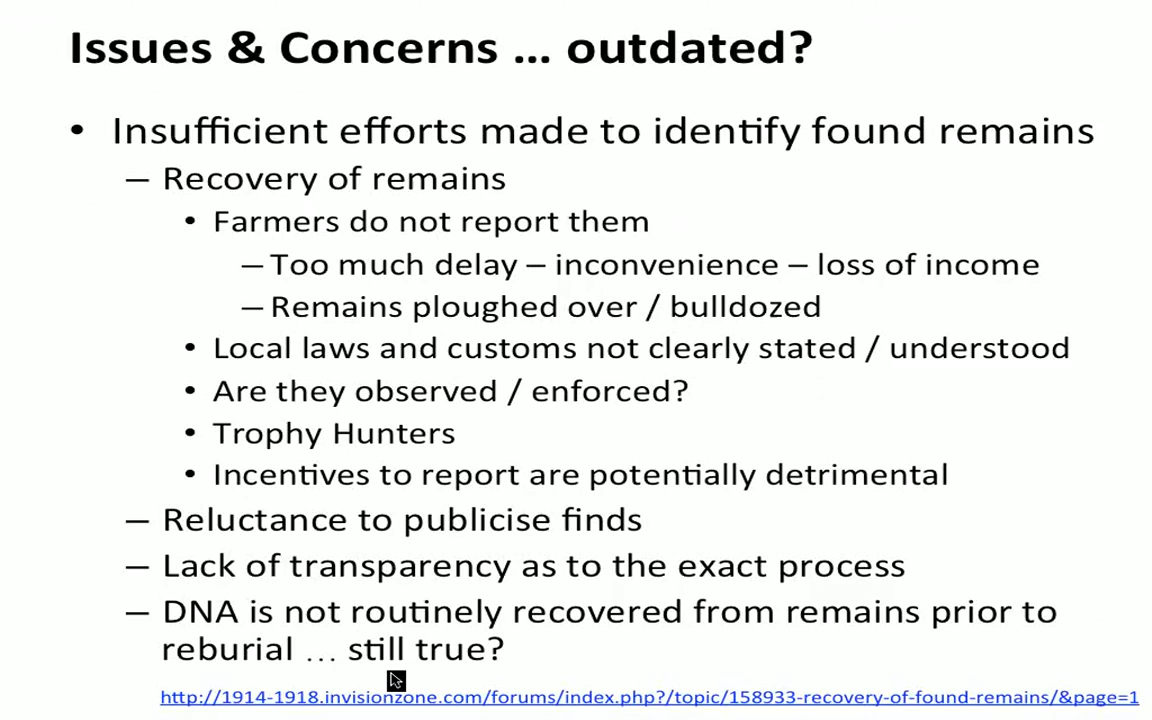 Issues & Concerns ... outdated?
• Insufficient efforts made to identify found remains
– Recovery of remains
• Farmers do not report them
– Too much delay – inconvenience – loss of income
– Remains ploughed over / bulldozed
• Local laws and customs not clearly stated / understood
• Are they observed / enforced?
• Trophy Hunters
• Incentives to report are potentially detrimental
– Reluctance to publicise finds
– Lack of transparency as to the exact process
– DNA is not routinely recovered from remains prior to
reburial ... still true?
http://1914-1918.invisionzone.com/forums/index.php?/topic/158933-recovery-of-found-remains/&page=1